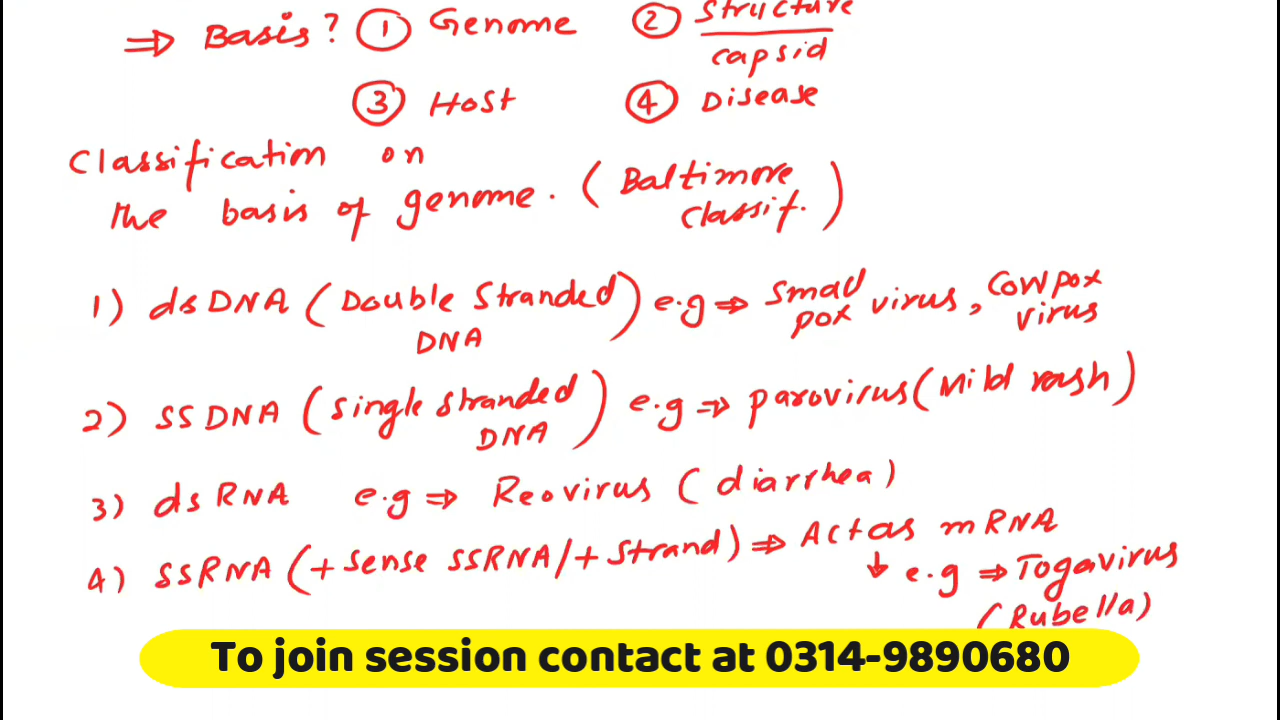 ⇒ Basis? ① Genome ② Structure
capsid
③ Host ④ Disease
Classification on
the basis of genome. (Baltimore
classif.)
1) dsDNA (Double Stranded DNA) e.g ⇒ Small pox virus, Cowpox virus
2) SSDNA (single stranded DNA) e.g ⇒ parovirus (Mild rash)
3) dsRNA e.g ⇒ Reovirus (diarrhea)
4) SSRNA (+ sense SSRNA/+ Strand) ⇒ Act as mRNA
↓ e.g ⇒ Togavirus
(Rubella)
To join session contact at 0314-9890680